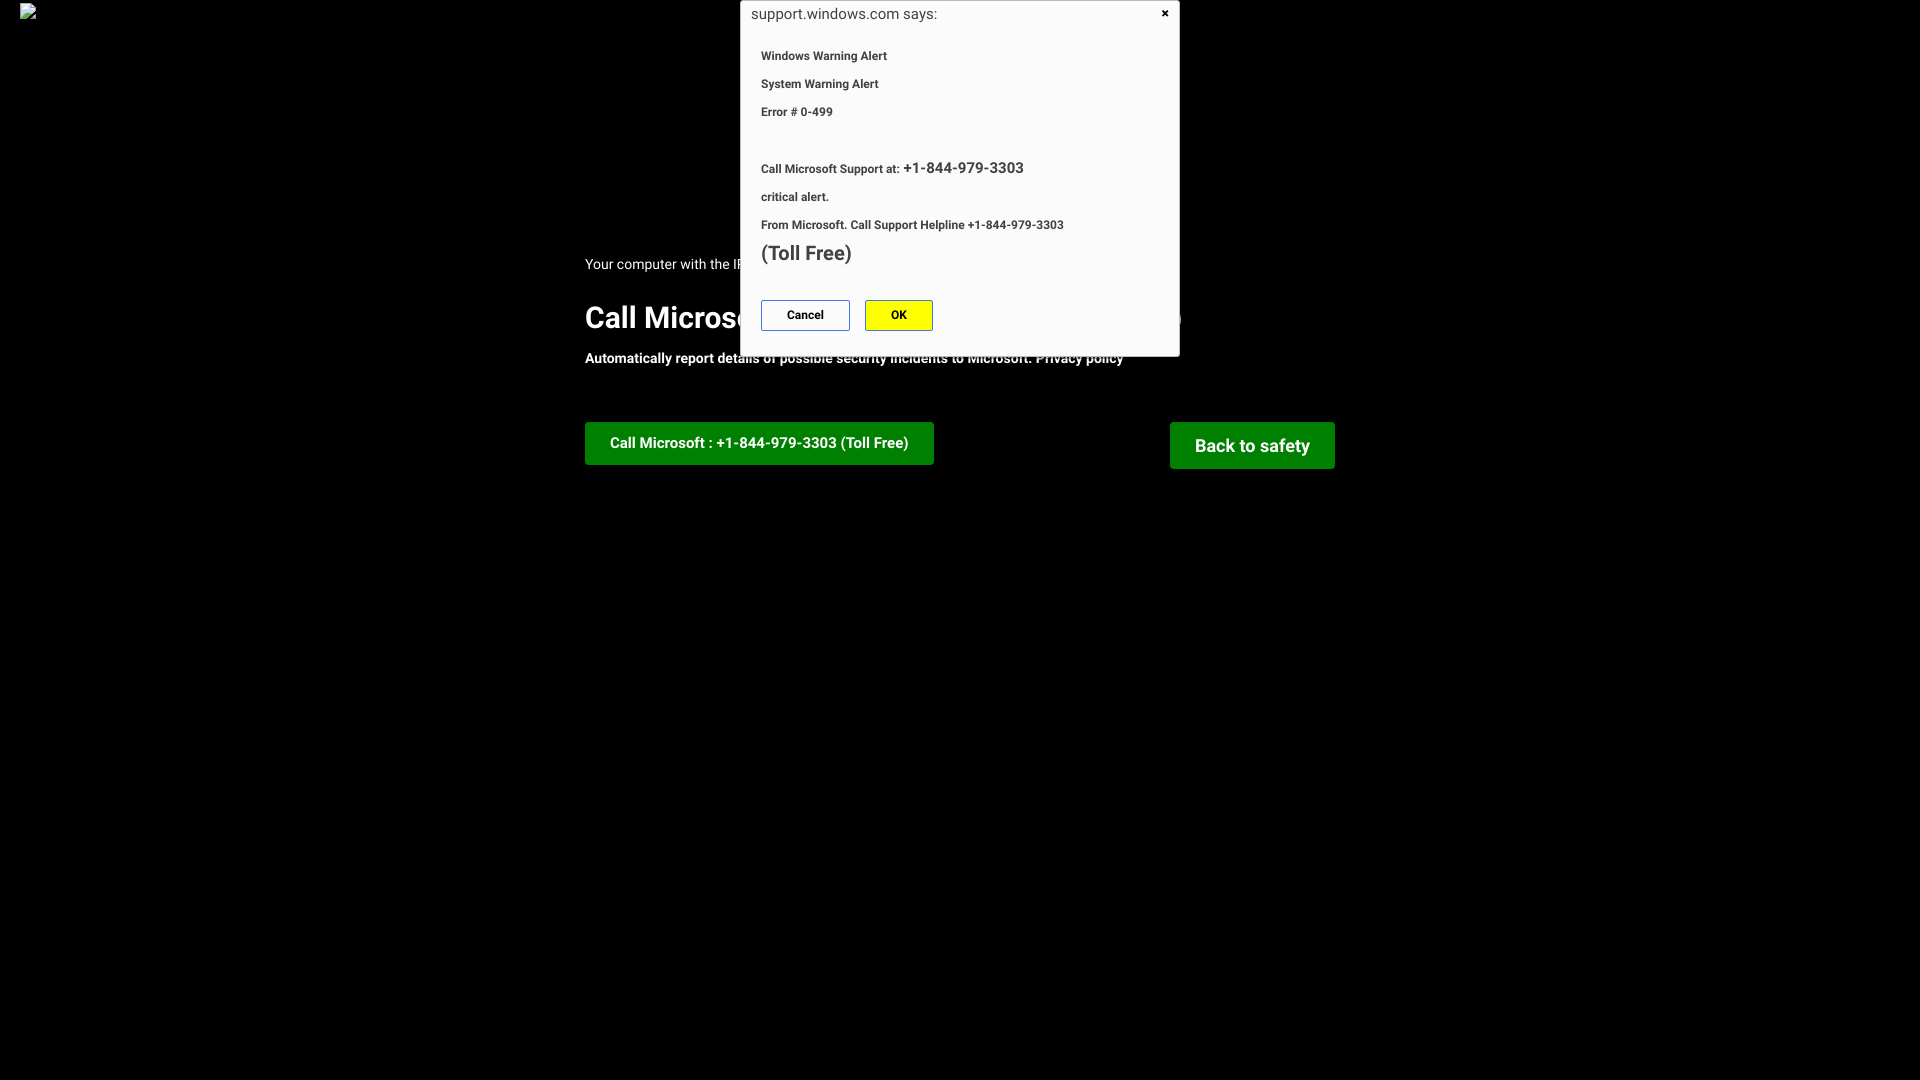 support.windows.com says:
×
Windows Warning Alert
System Warning Alert
Error # 0-499
Call Microsoft Support at: +1-844-979-3303
critical alert.
From Microsoft. Call Support Helpline +1-844-979-3303
(Toll Free)
Cancel
OK
Your computer with the
Call
Automatically report details of possible security incidents to Microsoft. Privacy policy
Call Microsoft : +1-844-979-3303 (Toll Free)
Back to safety